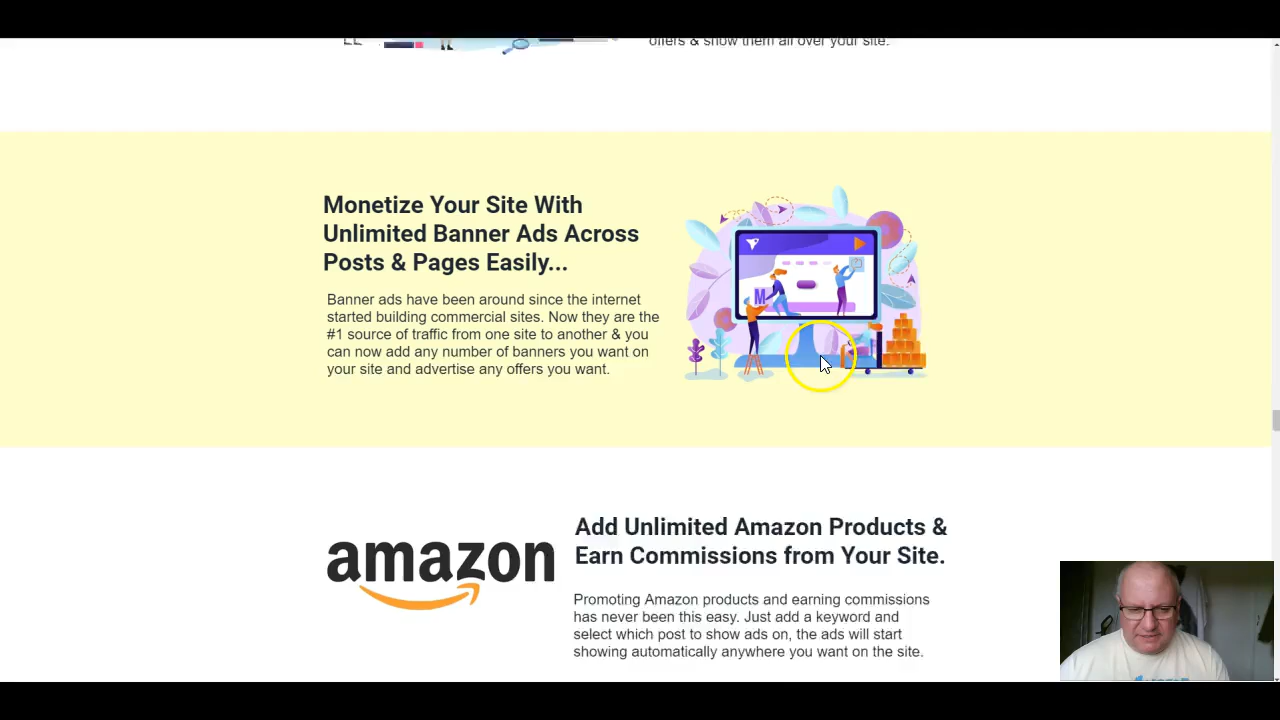 offers & show them all over your site.
Monetize Your Site With
Unlimited Banner Ads Across
Posts & Pages Easily...
Banner ads have been around since the internet
started building commercial sites. Now they are the
#1 source of traffic from one site to another & you
can now add any number of banners you want on
your site and advertise any offers you want.
M
amazon
Add Unlimited Amazon Products &
Earn Commissions from Your Site.
Promoting Amazon products and earning commissions
has never been this easy. Just add a keyword and
select which post to show ads on, the ads will start
showing automatically anywhere you want on the site.